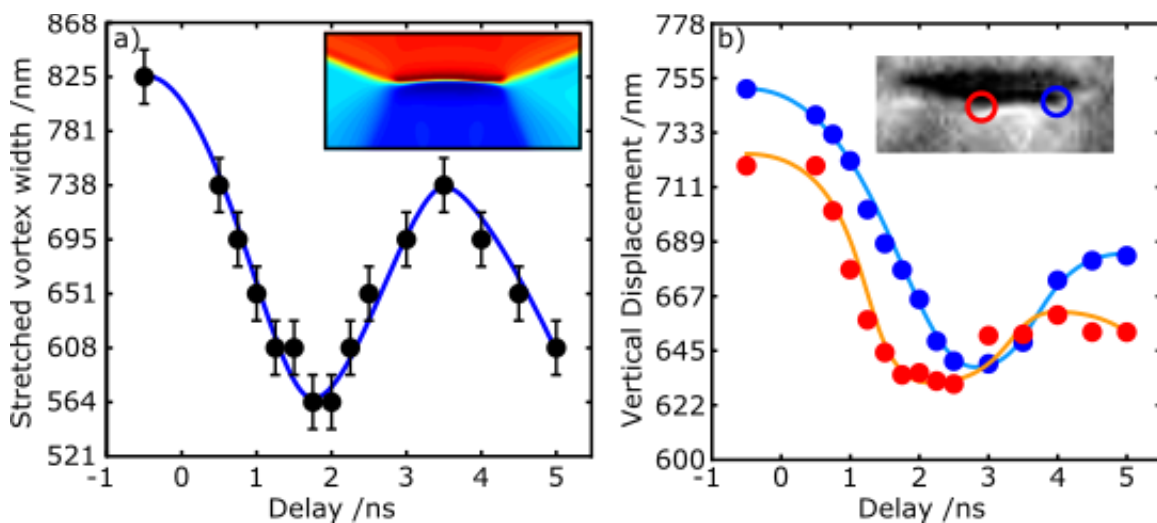 a)
Stretched vortex width /nm
868
825
781
738
695
651
608
564
521
-1 0 1 2 3 4 5
Delay /ns
b)
Vertical Displacement /nm
778
755
733
711
689
667
645
622
600
-1 0 1 2 3 4 5
Delay /ns